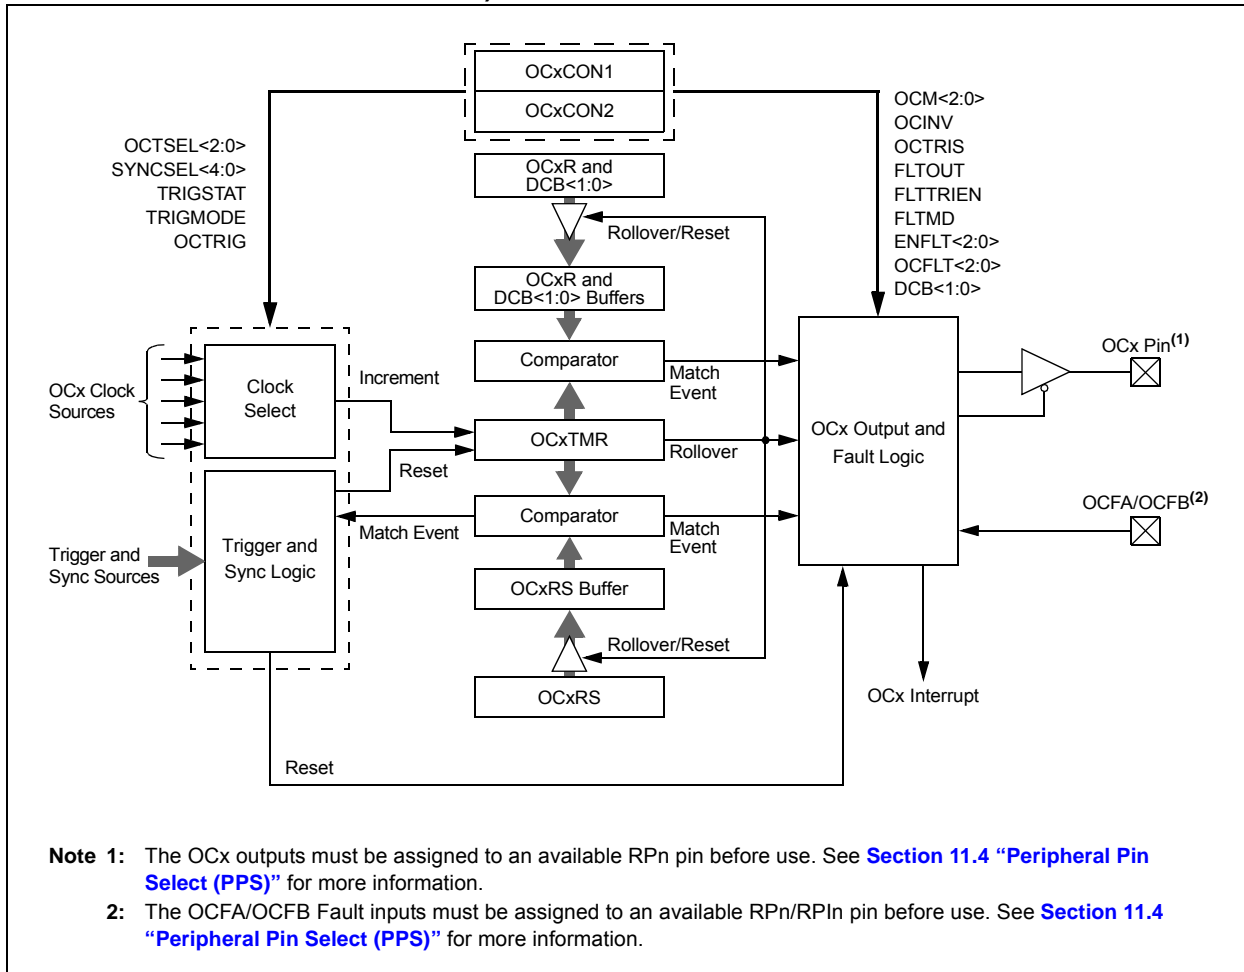 OCxCON1
OCxCON2
OCTSEL<2:0>
SYNCSEL<4:0>
TRIGSTAT
TRIGMODE
OCTRIG
OCM<2:0>
OCINV
OCTRIS
FLTOUT
FLTTRIEN
FLTMD
ENFLT<2:0>
OCFLT<2:0>
DCB<1:0>
OCxR and
DCB<1:0>
Rollover/Reset
OCxR and
DCB<1:0> Buffers
OCx Clock
Sources
Clock
Select
Increment
Comparator
Match
Event
OCx Pin(1)
OCxTMR
Rollover
Reset
OCx Output and
Fault Logic
Comparator
Match Event
Match
Event
OCFA/OCFB(2)
Trigger and
Sync Sources
Trigger and
Sync Logic
OCxRS Buffer
Rollover/Reset
OCxRS
OCx Interrupt
Reset
Note 1: The OCx outputs must be assigned to an available RPn pin before use. See Section 11.4 “Peripheral Pin
Select (PPS)” for more information.
2: The OCFA/OCFB Fault inputs must be assigned to an available RPn/RPIn pin before use. See Section 11.4
“Peripheral Pin Select (PPS)” for more information.